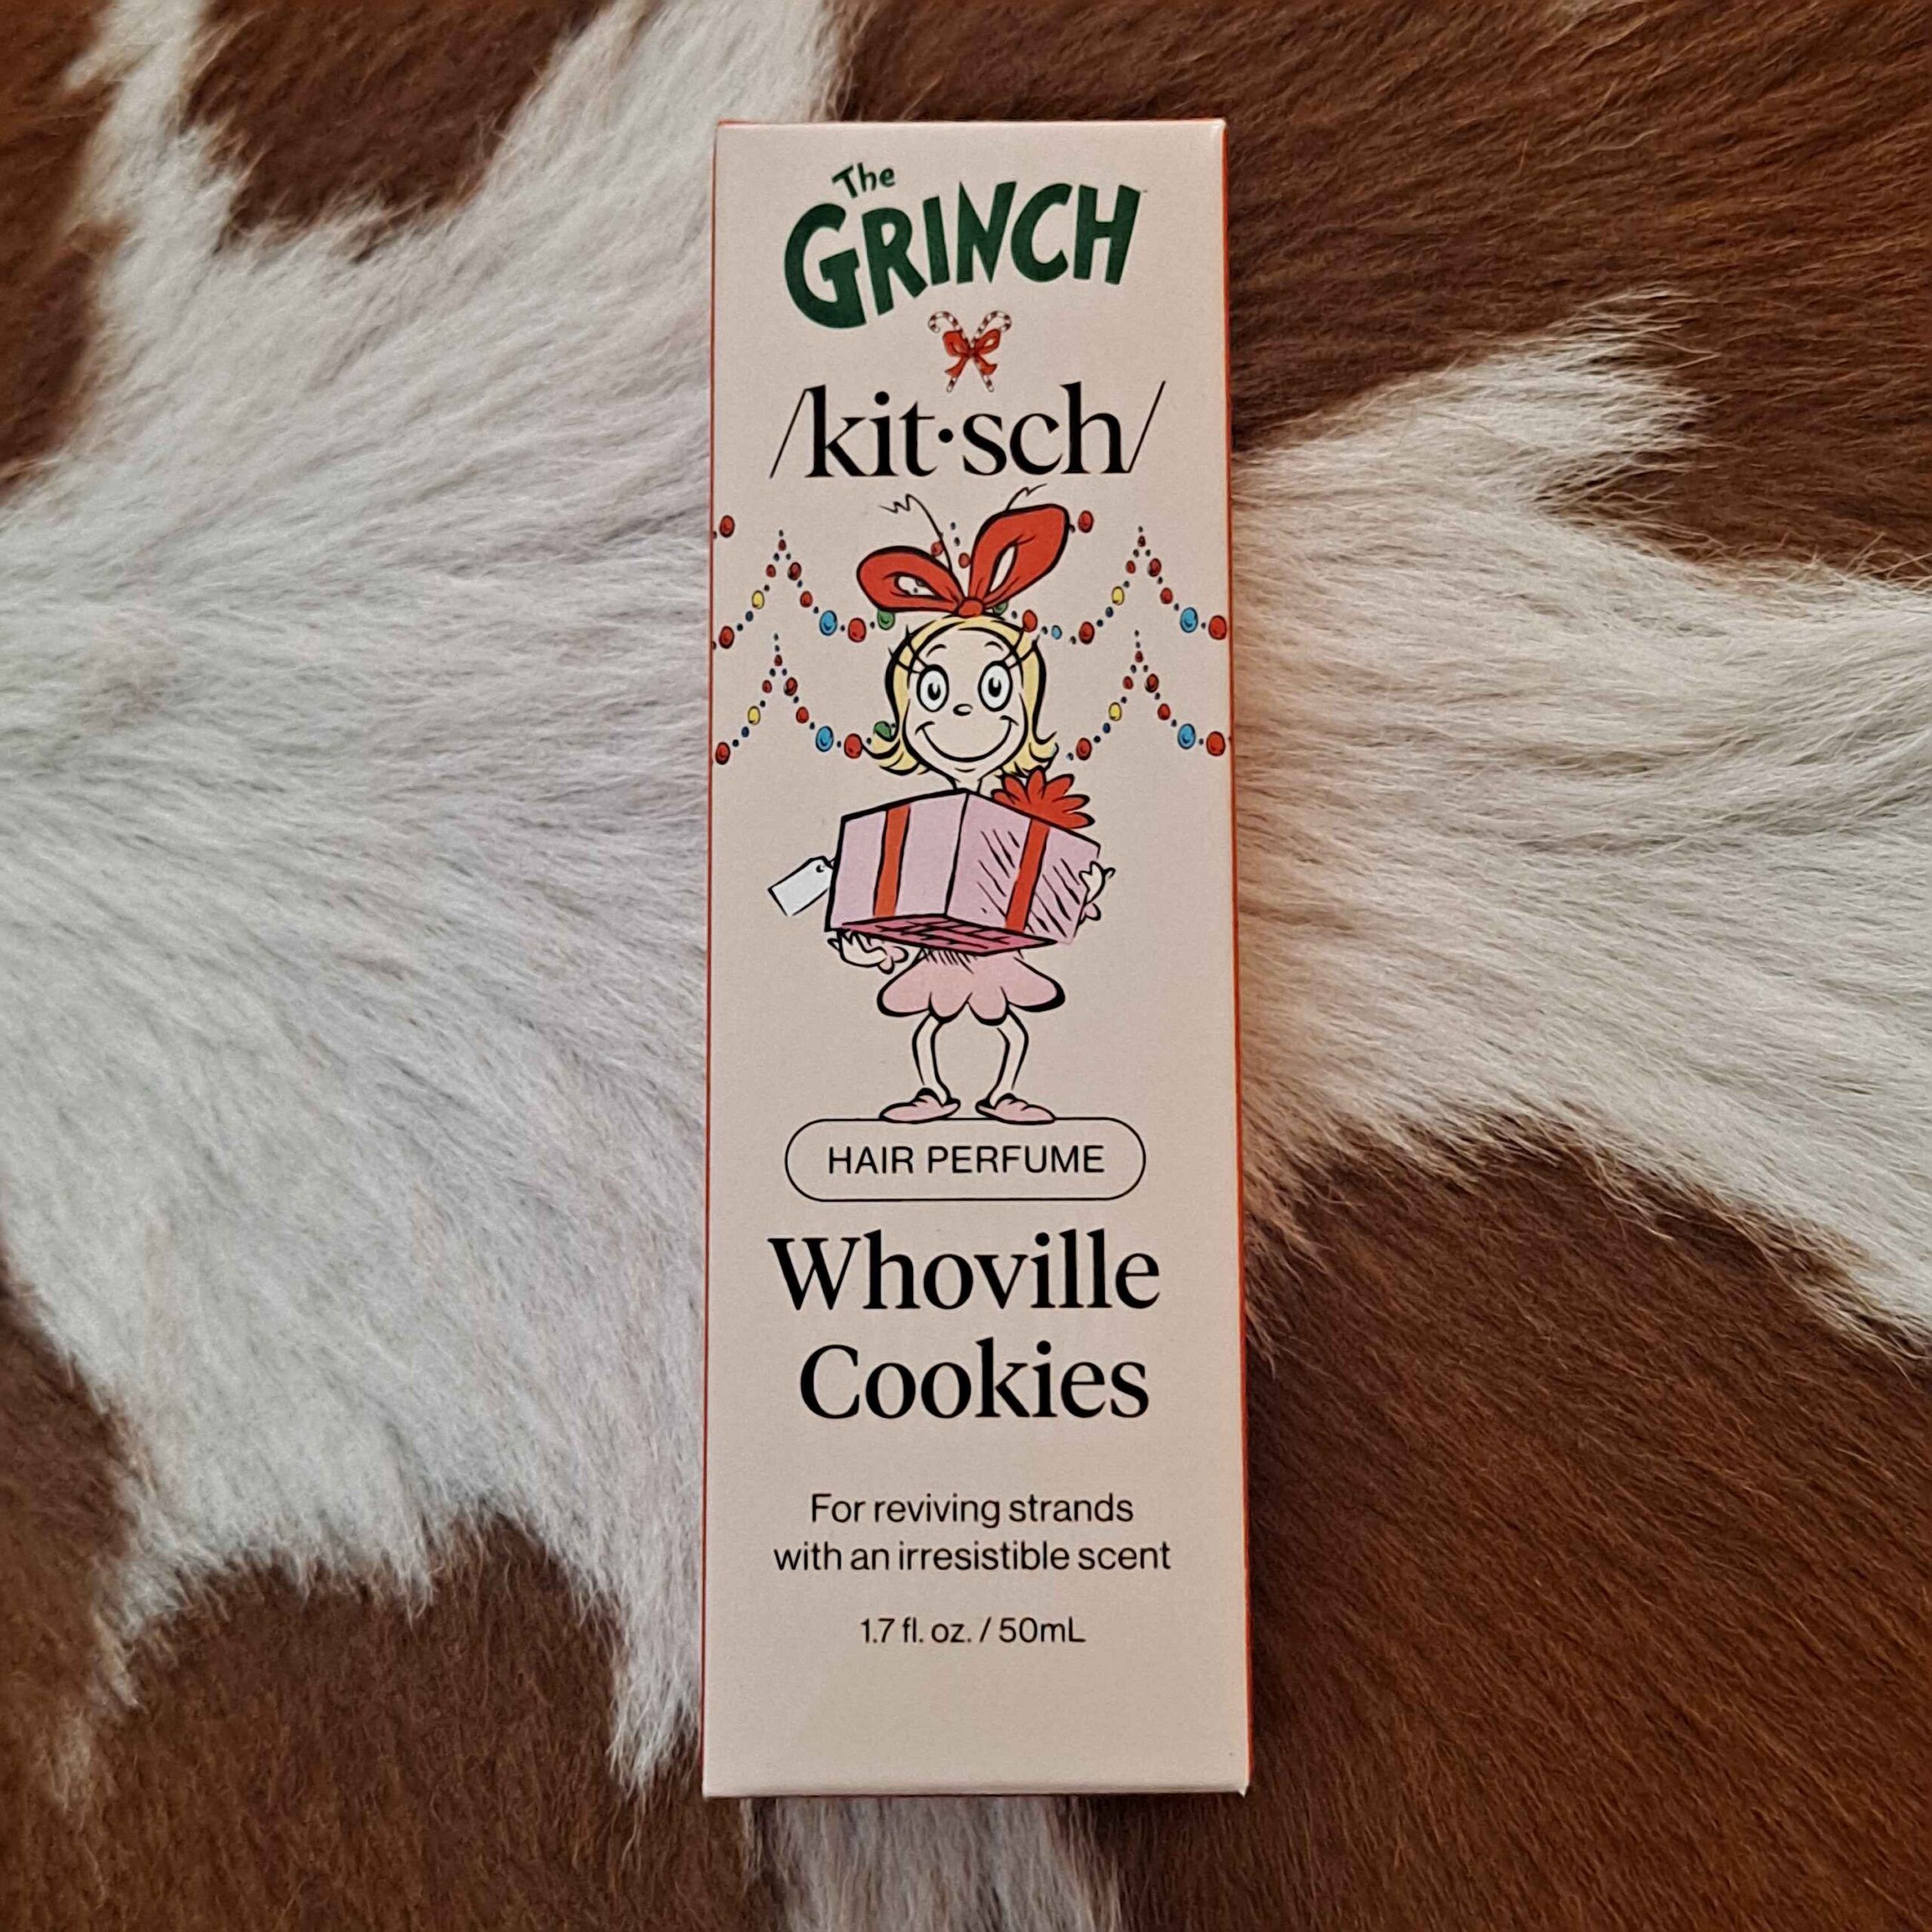 The
GRINCH
/kit·sch/
HAIR PERFUME
Whoville
Cookies
For reviving strands
with an irresistible scent
1.7 fl. oz. / 50mL